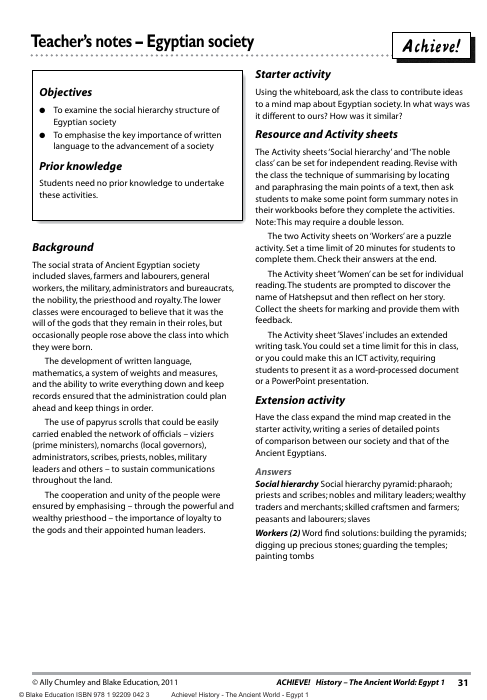 Teacher's notes – Egyptian society
Achieve!
Objectives
● To examine the social hierarchy structure of
Egyptian society
● To emphasise the key importance of written
language to the advancement of a society
Prior knowledge
Students need no prior knowledge to undertake
these activities.
Background
The social strata of Ancient Egyptian society
included slaves, farmers and labourers, general
workers, the military, administrators and bureaucrats,
the nobility, the priesthood and royalty. The lower
classes were encouraged to believe that it was the
will of the gods that they remain in their roles, but
occasionally people rose above the class into which
they were born.
The development of written language,
mathematics, a system of weights and measures,
and the ability to write everything down and keep
records ensured that the administration could plan
ahead and keep things in order.
The use of papyrus scrolls that could be easily
carried enabled the network of officials – viziers
(prime ministers), nomarchs (local governors),
administrators, scribes, priests, nobles, military
leaders and others – to sustain communications
throughout the land.
The cooperation and unity of the people were
ensured by emphasising – through the powerful and
wealthy priesthood – the importance of loyalty to
the gods and their appointed human leaders.
Starter activity
Using the whiteboard, ask the class to contribute ideas
to a mind map about Egyptian society. In what ways was
it different to ours? How was it similar?
Resource and Activity sheets
The Activity sheets 'Social hierarchy' and 'The noble
class' can be set for independent reading. Revise with
the class the technique of summarising by locating
and paraphrasing the main points of a text, then ask
students to make some point form summary notes in
their workbooks before they complete the activities.
Note: This may require a double lesson.
The two Activity sheets on 'Workers' are a puzzle
activity. Set a time limit of 20 minutes for students to
complete them. Check their answers at the end.
The Activity sheet 'Women' can be set for individual
reading. The students are prompted to discover the
name of Hatshepsut and then reflect on her story.
Collect the sheets for marking and provide them with
feedback.
The Activity sheet 'Slaves' includes an extended
writing task. You could set a time limit for this in class,
or you could make this an ICT activity, requiring
students to present it as a word-processed document
or a PowerPoint presentation.
Extension activity
Have the class expand the mind map created in the
starter activity, writing a series of detailed points
of comparison between our society and that of the
Ancient Egyptians.
Answers
Social hierarchy Social hierarchy pyramid: pharaoh;
priests and scribes; nobles and military leaders; wealthy
traders and merchants; skilled craftsmen and farmers;
peasants and labourers; slaves
Workers (2) Word find solutions: building the pyramids;
digging up precious stones; guarding the temples;
painting tombs
© Ally Chumley and Blake Education, 2011
ACHIEVE! History – The Ancient World: Egypt 1 31
© Blake Education ISBN 978 1 92209 042 3 Achieve! History - The Ancient World - Egypt 1